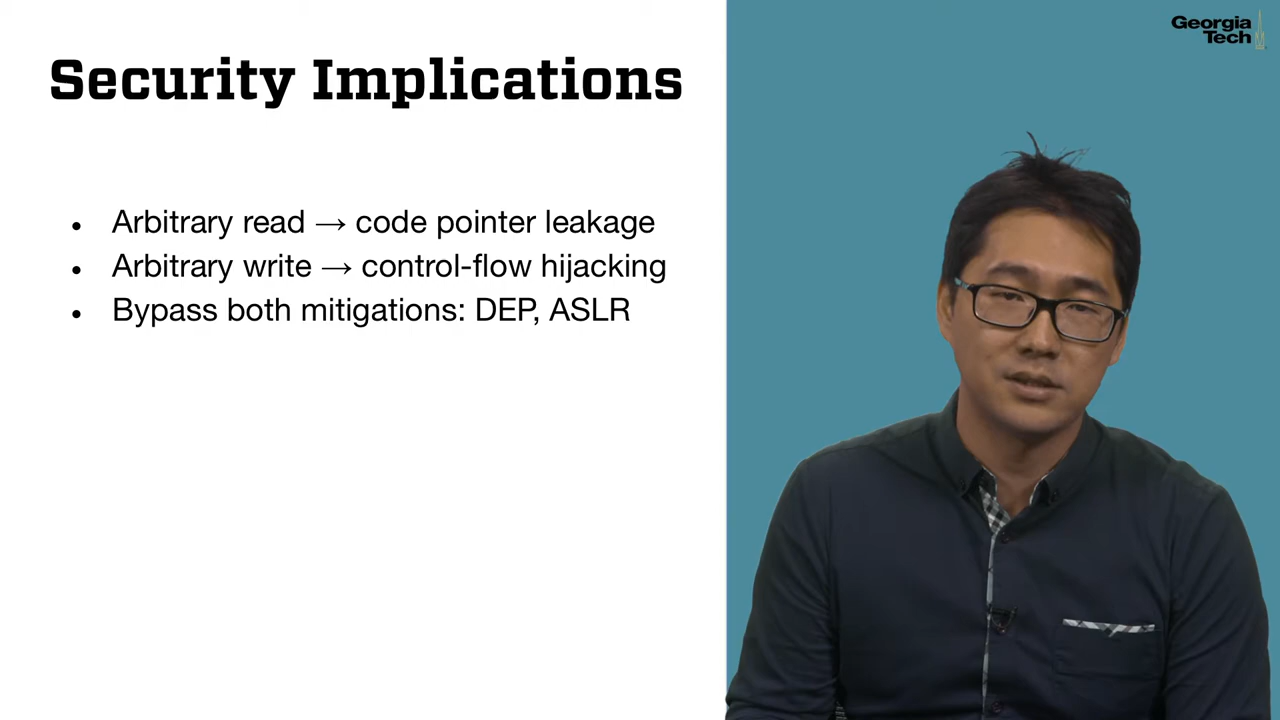 Georgia
Tech
Security Implications
• Arbitrary read → code pointer leakage
• Arbitrary write → control-flow hijacking
• Bypass both mitigations: DEP, ASLR